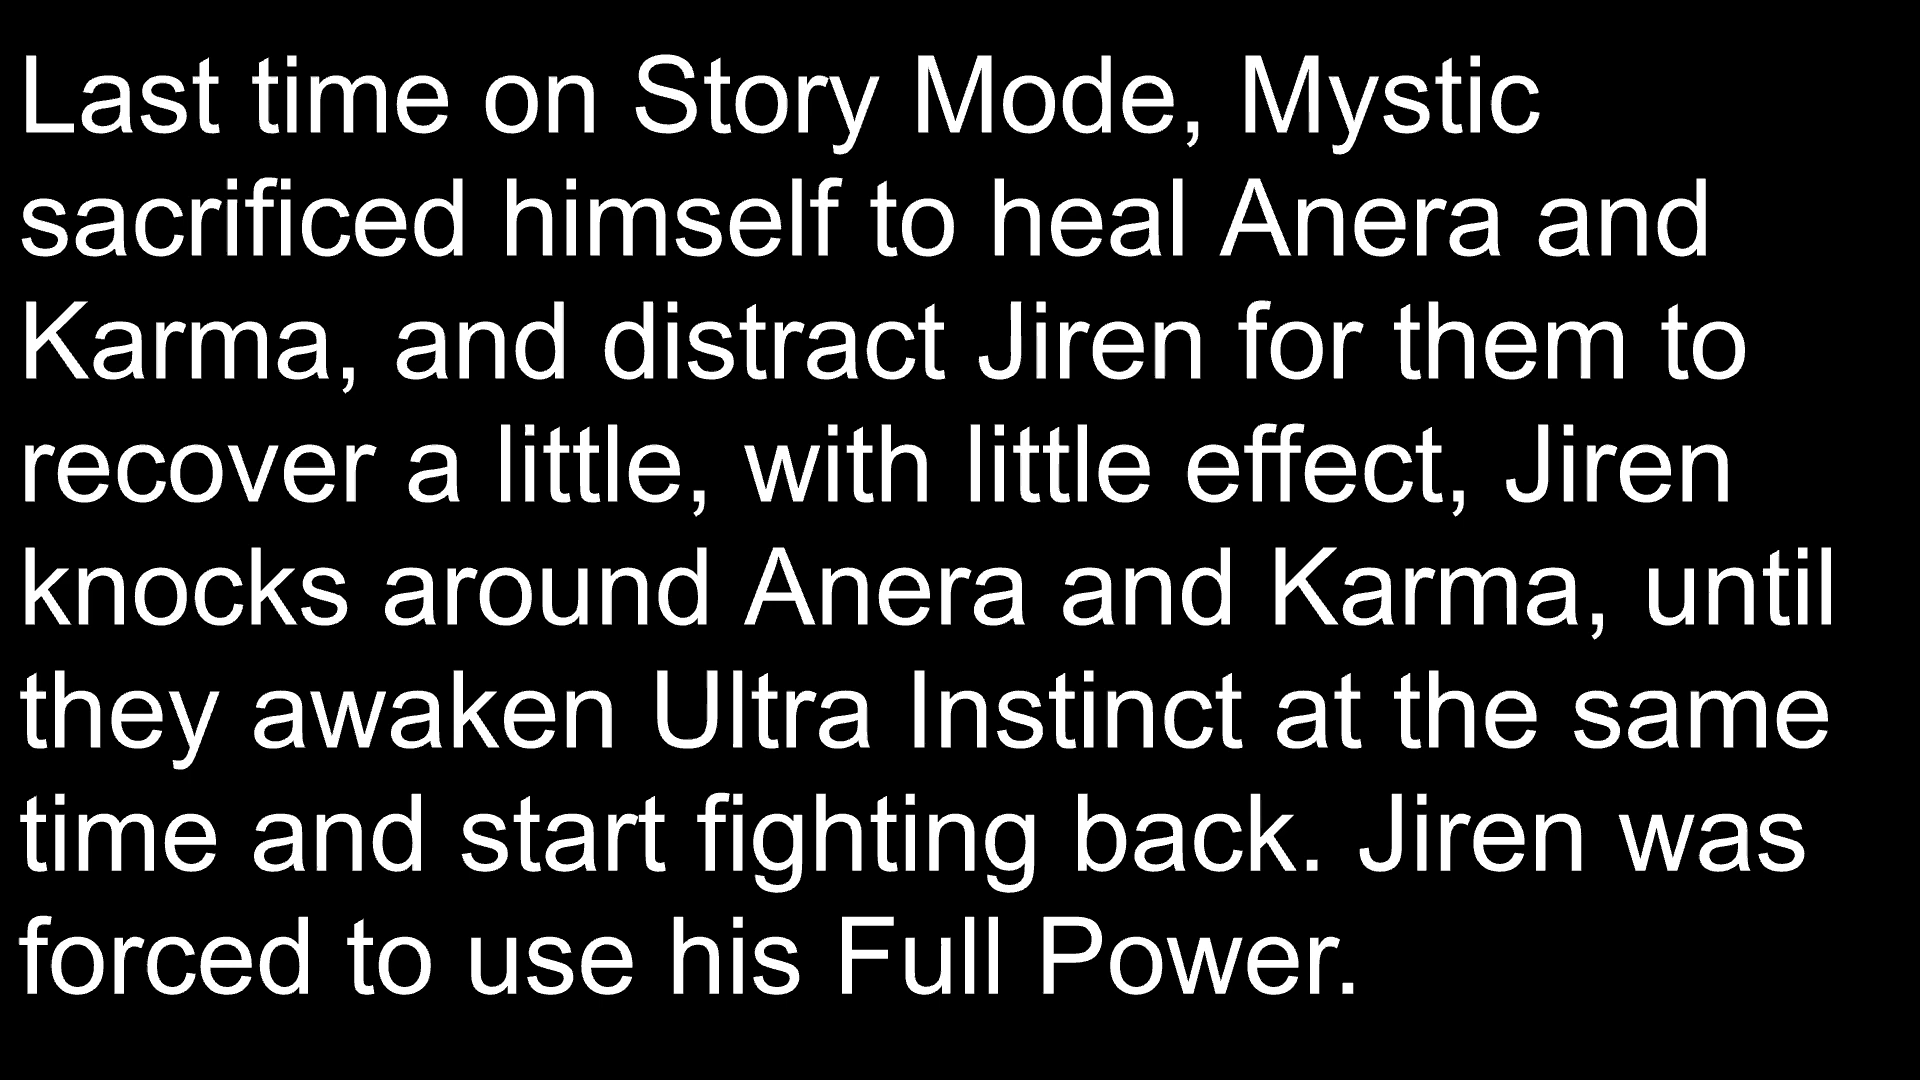 Last time on Story Mode, Mystic
sacrificed himself to heal Anera and
Karma, and distract Jiren for them to
recover a little, with little effect, Jiren
knocks around Anera and Karma, until
they awaken Ultra Instinct at the same
time and start fighting back. Jiren was
forced to use his Full Power.